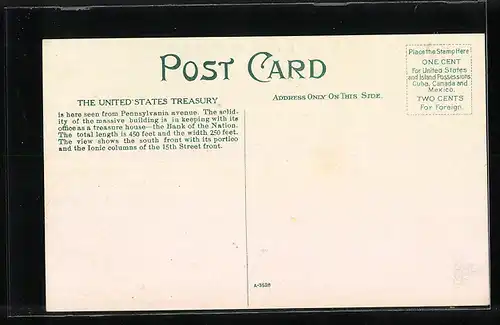 POST CARD
THE UNITED STATES TREASURY
is here seen from Pennsylvania avenue. The solid-
ity of the massive building is in keeping with its
office as a treasure house—the Bank of the Nation.
The total length is 450 feet and the width 250 feet.
The view shows the south front with its portico
and the Ionic columns of the 15th Street front.
ADDRESS ONLY ON THIS SIDE.
Place the Stamp Here
ONE CENT
For United States
and Island Possessions
Cuba, Canada and
Mexico.
TWO CENTS
For Foreign.